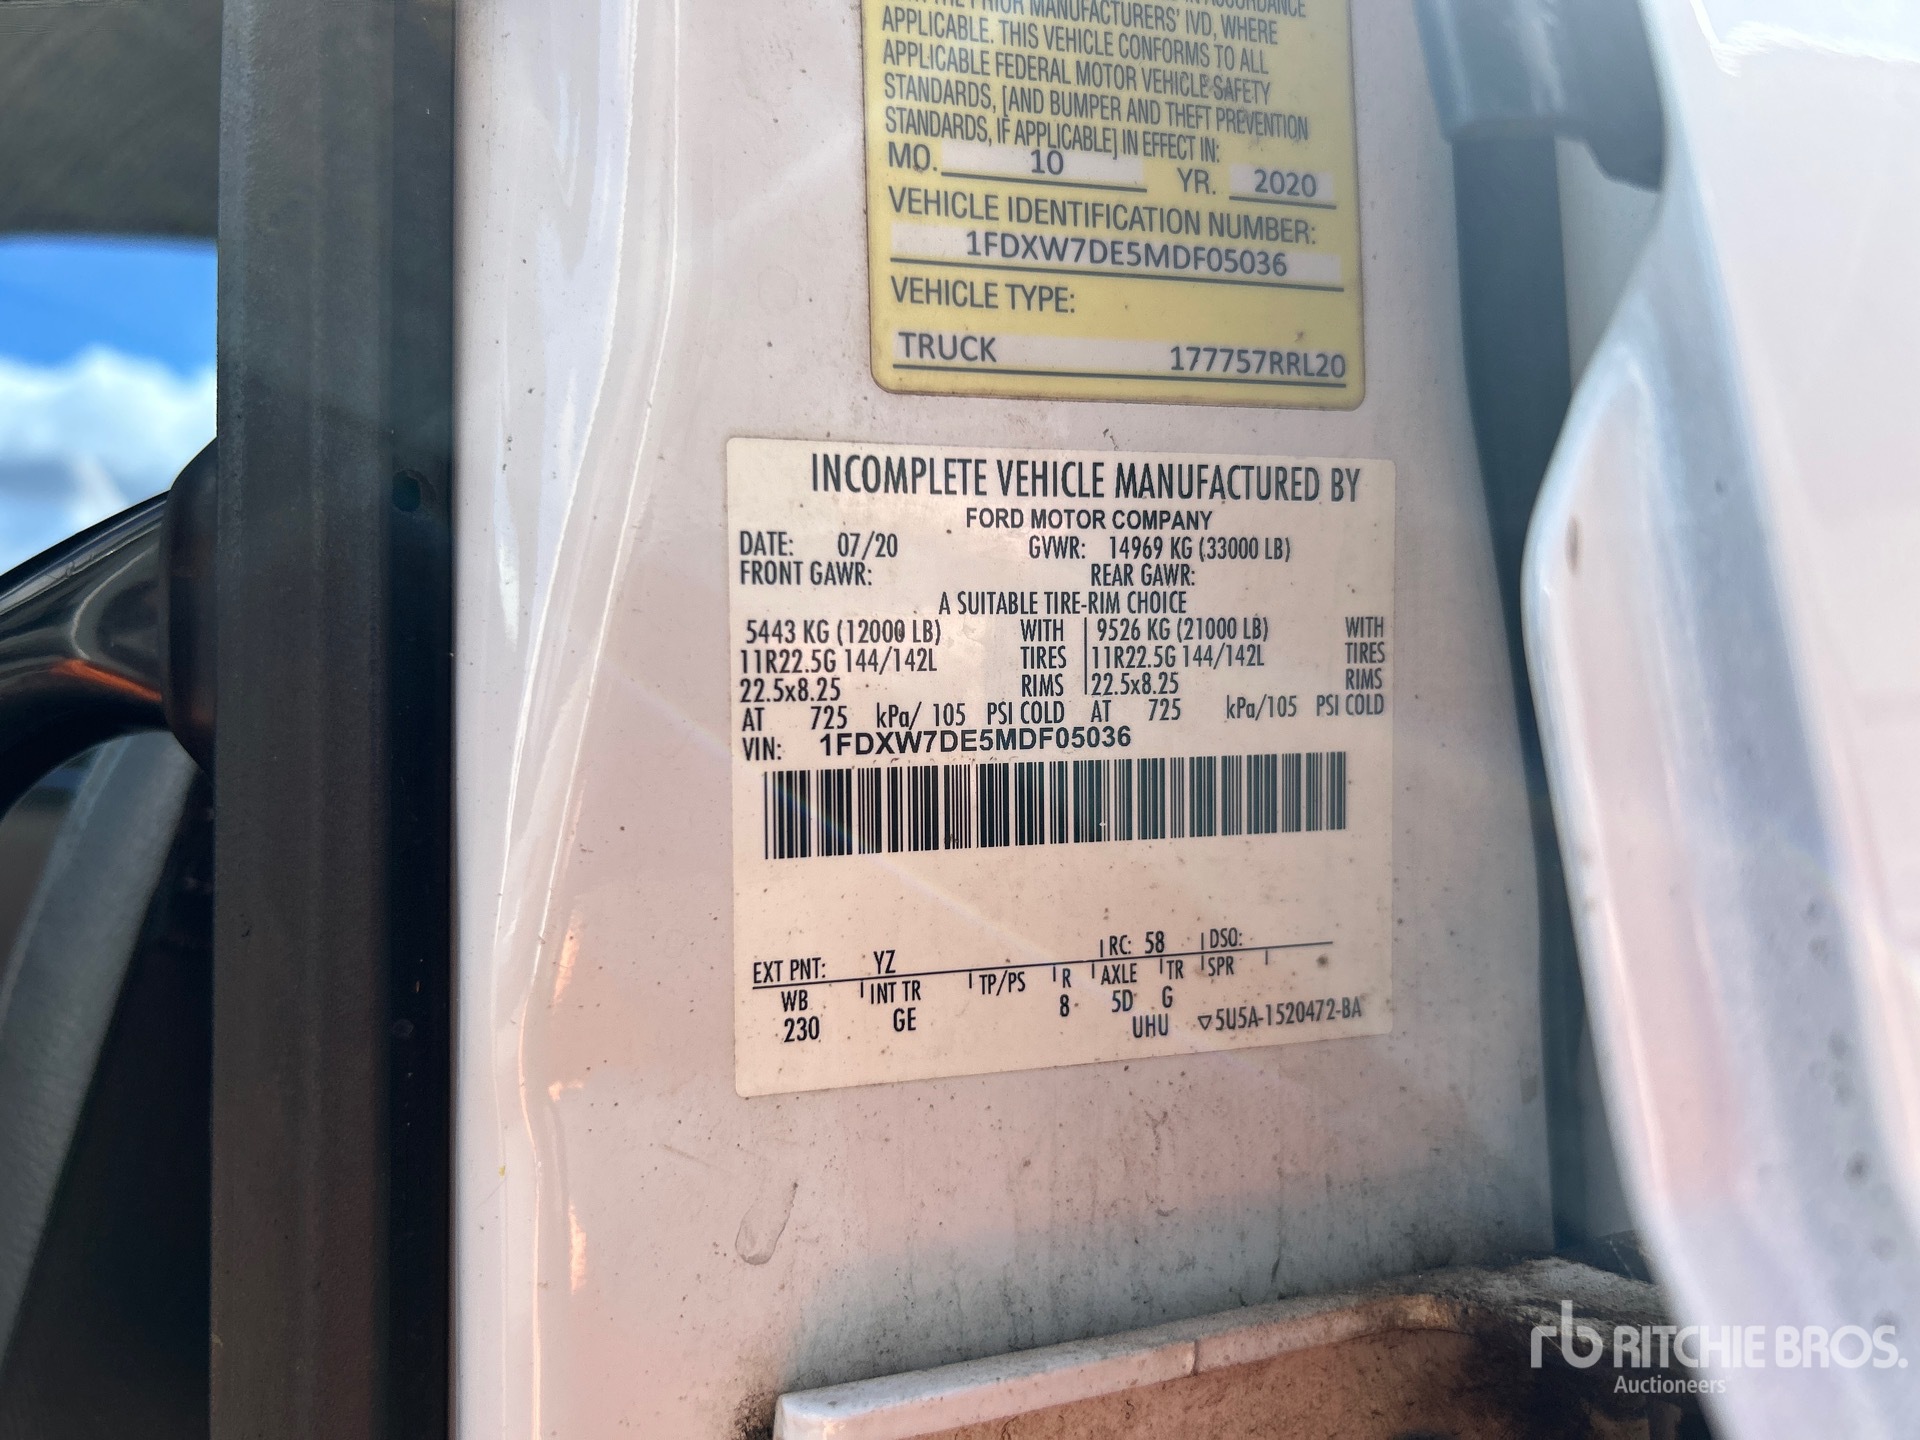 PRIOR MANUFACTURERS' IVD, WHERE
APPLICABLE. THIS VEHICLE CONFORMS TO ALL
APPLICABLE FEDERAL MOTOR VEHICLE SAFETY
STANDARDS, [AND BUMPER AND THEFT PREVENTION
STANDARDS, IF APPLICABLE] IN EFFECT IN:
MO. 10 YR. 2020
VEHICLE IDENTIFICATION NUMBER:
1FDXW7DE5MDF05036
VEHICLE TYPE:
TRUCK 177757RRL20
INCOMPLETE VEHICLE MANUFACTURED BY
FORD MOTOR COMPANY
DATE: 07/20 GVWR: 14969 KG (33000 LB)
FRONT GAWR: REAR GAWR:
A SUITABLE TIRE-RIM CHOICE
5443 KG (12000 LB) WITH 9526 KG (21000 LB) WITH
11R22.5G 144/142L TIRES 11R22.5G 144/142L TIRES
22.5x8.25 RIMS 22.5x8.25 RIMS
AT 725 kPa/ 105 PSI COLD AT 725 kPa/105 PSI COLD
VIN: 1FDXW7DE5MDF05036
EXT PNT: YZ RC: 58 DSO:
WB INT TR TP/PS R AXLE TR SPR
230 GE 8 5D G
UHU ▽5U5A-1520472-BA
rb RITCHIE BROS.
Auctioneers